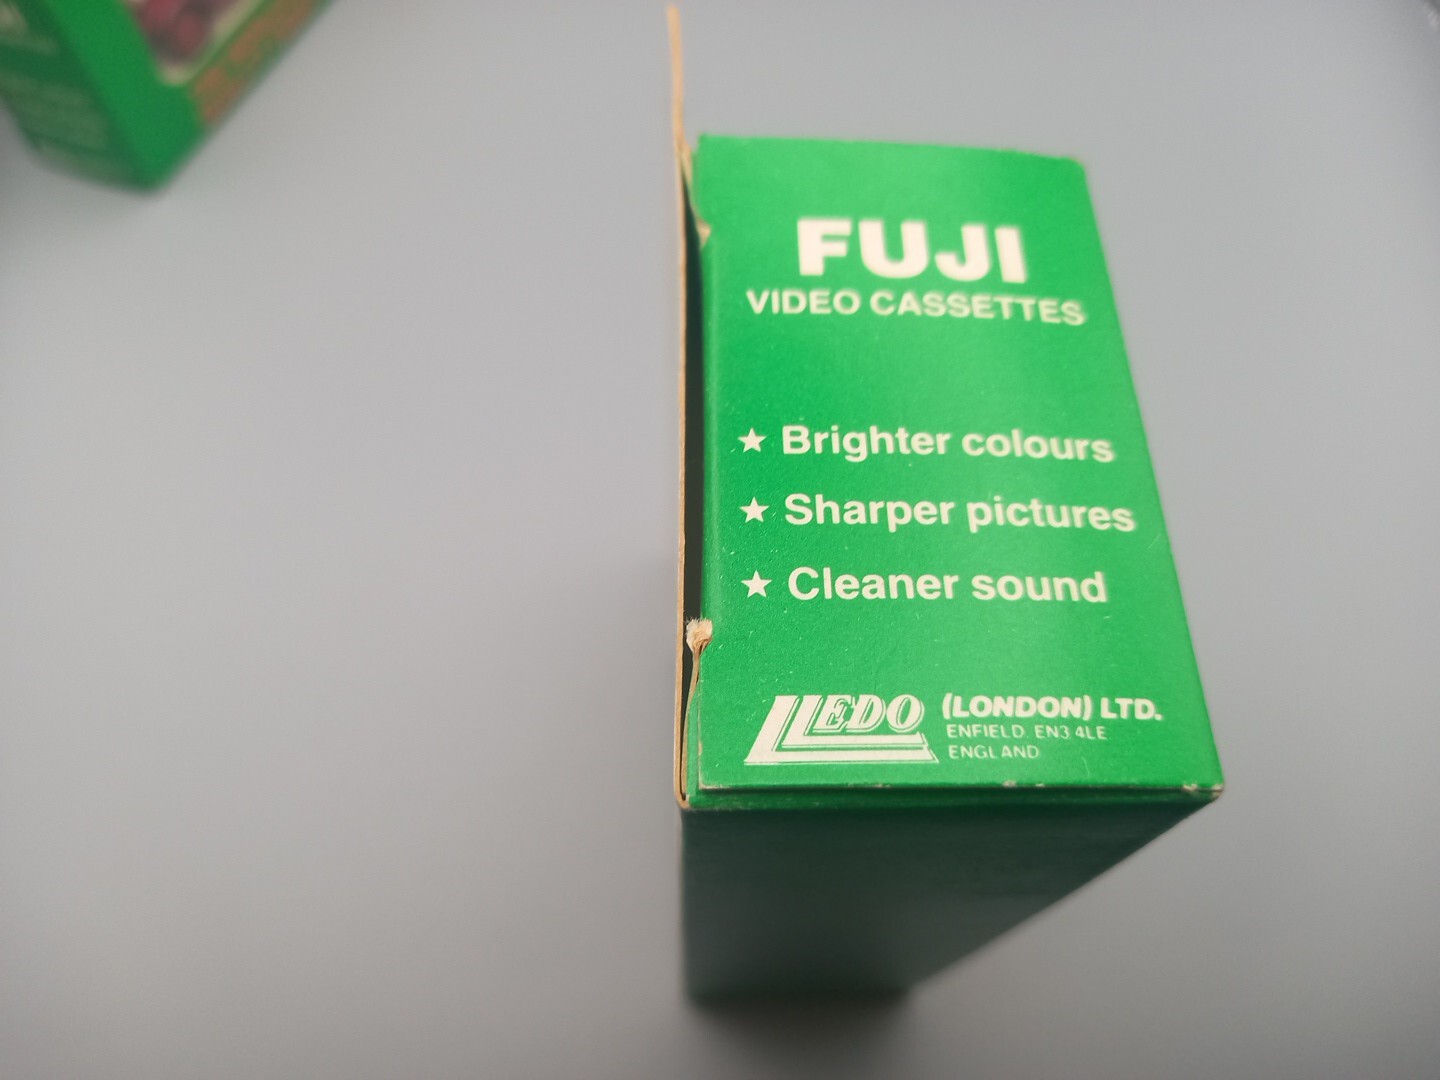 FUJI
VIDEO CASSETTES
★ Brighter colours
★ Sharper pictures
★ Cleaner sound
LLEDO (LONDON) LTD.
ENFIELD. EN3 4LE
ENGLAND